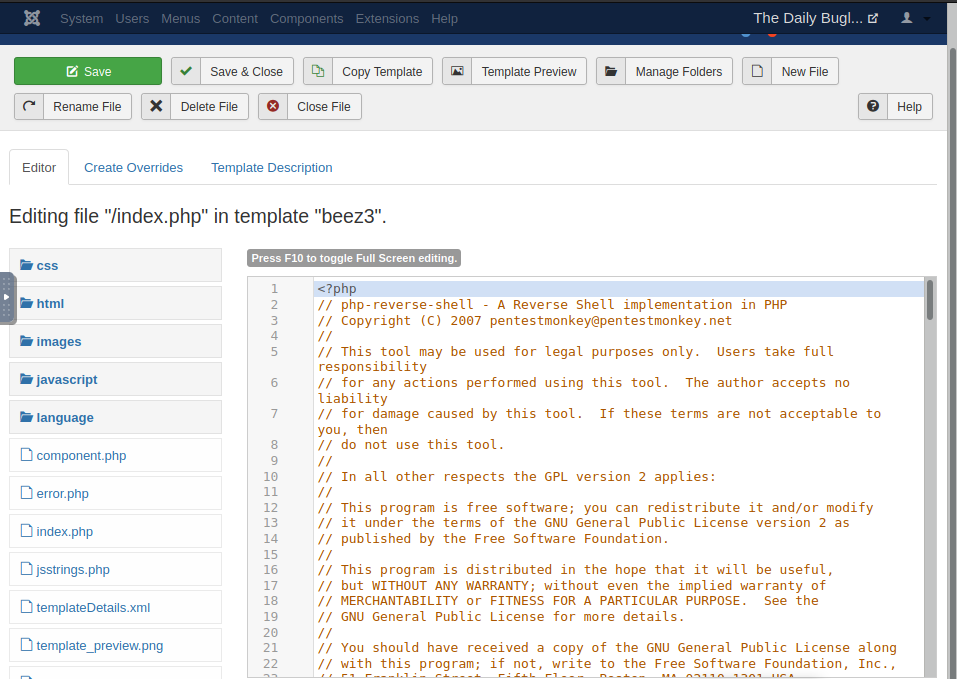 System Users Menus Content Components Extensions Help The Daily Bugl...
Save Save & Close Copy Template Template Preview Manage Folders New File
Rename File Delete File Close File Help
Editor Create Overrides Template Description
Editing file "/index.php" in template "beez3".
css
html
images
javascript
language
component.php
error.php
index.php
jsstrings.php
templateDetails.xml
template_preview.png
Press F10 to toggle Full Screen editing.
1 <?php
2 // php-reverse-shell - A Reverse Shell implementation in PHP
3 // Copyright (C) 2007 pentestmonkey@pentestmonkey.net
4 //
5 // This tool may be used for legal purposes only.  Users take full
responsibility
6 // for any actions performed using this tool.  The author accepts no
liability
7 // for damage caused by this tool.  If these terms are not acceptable to
you, then
8 // do not use this tool.
9 //
10 // In all other respects the GPL version 2 applies:
11 //
12 // This program is free software; you can redistribute it and/or modify
13 // it under the terms of the GNU General Public License version 2 as
14 // published by the Free Software Foundation.
15 //
16 // This program is distributed in the hope that it will be useful,
17 // but WITHOUT ANY WARRANTY; without even the implied warranty of
18 // MERCHANTABILITY or FITNESS FOR A PARTICULAR PURPOSE.  See the
19 // GNU General Public License for more details.
20 //
21 // You should have received a copy of the GNU General Public License along
22 // with this program; if not, write to the Free Software Foundation, Inc.,
23 // 51 Franklin Street, Fifth Floor, Boston, MA 02110-1301 USA